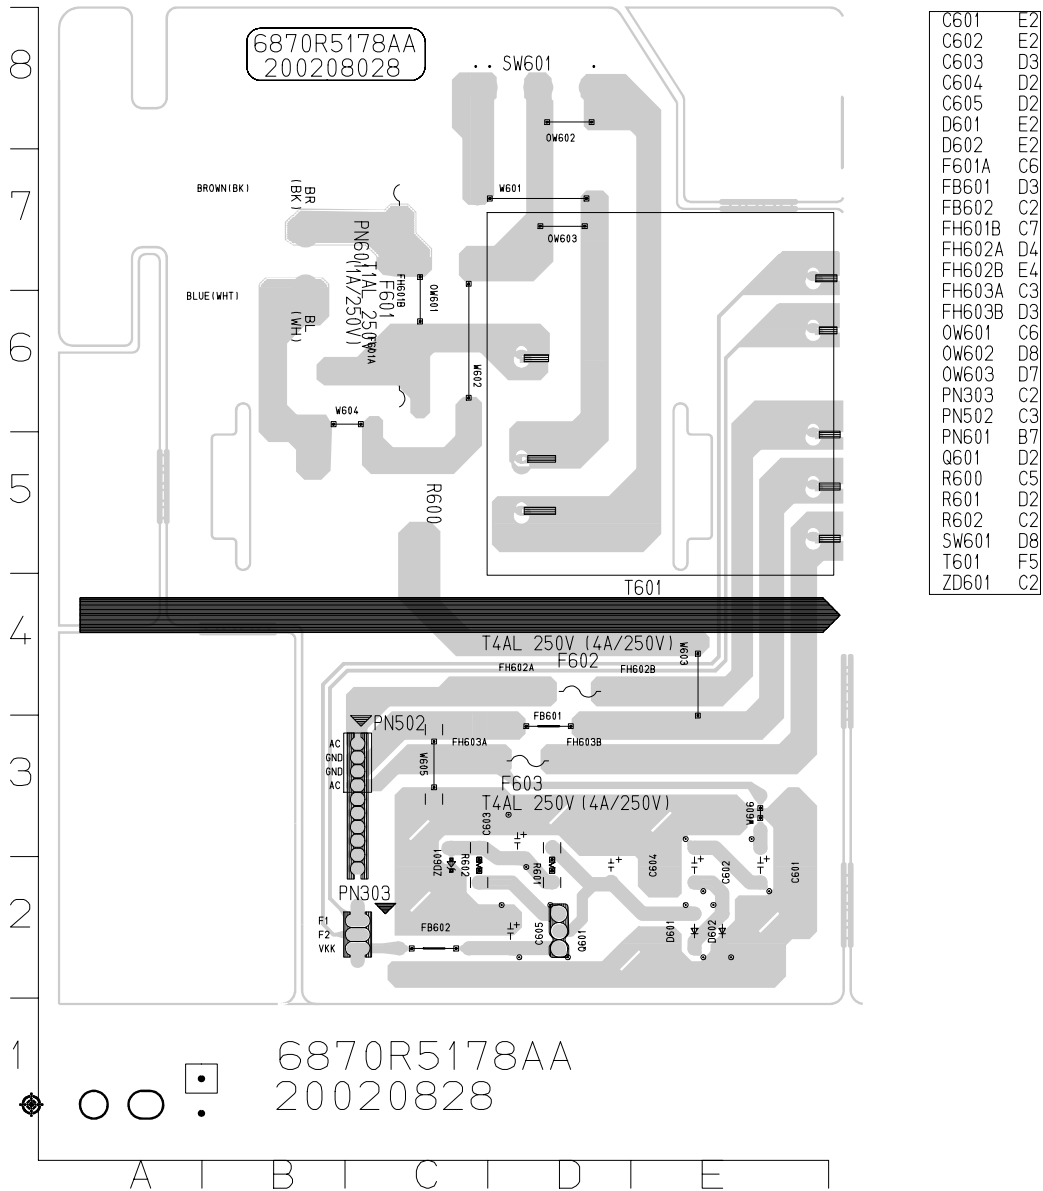 6870R5178AA
200208028
SW601
OW602
BROWN(BK)
BR
(BK)
W601
OW603
PN601
T1AL 250V
(1A/250V)
F601
FH601B
OW601
BLUE(WHT)
BL
(WH)
F601A
W602
W604
R600
T601
T4AL 250V (4A/250V)
F602
FH602A
FH602B
W603
FB601
PN502
FH603A
FH603B
AC
GND
GND
AC
W605
F603
T4AL 250V (4A/250V)
W606
C603
ZD601
R602
R601
C604
C602
C601
PN303
F1
F2
VKK
FB602
C605
Q601
D601
D602
6870R5178AA
20020828
8
7
6
5
4
3
2
1
A
B
C
D
E
C601 E2
C602 E2
C603 D3
C604 D2
C605 D2
D601 E2
D602 E2
F601A C6
FB601 D3
FB602 C2
FH601B C7
FH602A D4
FH602B E4
FH603A C3
FH603B D3
OW601 C6
OW602 D8
OW603 D7
PN303 C2
PN502 C3
PN601 B7
Q601 D2
R600 C5
R601 D2
R602 C2
SW601 D8
T601 F5
ZD601 C2